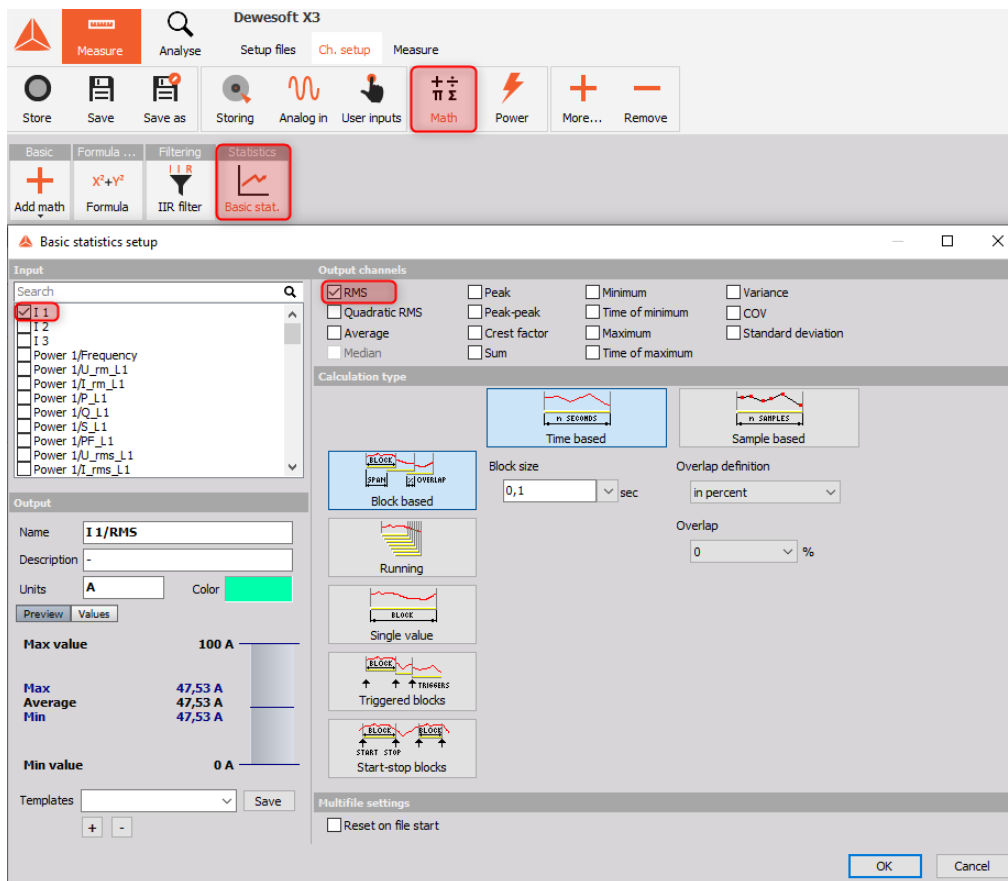 Dewesoft X3
Measure
Analyse
Setup files
Ch. setup
Measure
Store
Save
Save as
Storing
Analog in
User inputs
Math
Power
More...
Remove
Basic
Formula ...
Filtering
Statistics
X²+Y²
I I R
Add math
Formula
IIR filter
Basic stat.
Basic statistics setup
Input
Search
I 1
I 2
I 3
Power 1/Frequency
Power 1/U_rm_L1
Power 1/I_rm_L1
Power 1/P_L1
Power 1/Q_L1
Power 1/S_L1
Power 1/PF_L1
Power 1/U_rms_L1
Power 1/I_rms_L1
Output
Name I 1/RMS
Description -
Units A Color
Preview Values
Max value 100 A
Max 47,53 A
Average 47,53 A
Min 47,53 A
Min value 0 A
Templates Save
+ -
Output channels
RMS Peak Minimum Variance
Quadratic RMS Peak-peak Time of minimum COV
Average Crest factor Maximum Standard deviation
Median Sum Time of maximum
Calculation type
n SECONDS
Time based
n SAMPLES
Sample based
BLOCK
SPAN % OVERLAP
Block based
Block size
0,1 sec
Overlap definition
in percent
Overlap
0 %
Running
BLOCK
Single value
BLOCK
TRIGGERS
Triggered blocks
BLOCK BLOCK
START STOP
Start-stop blocks
Multifile settings
Reset on file start
OK Cancel